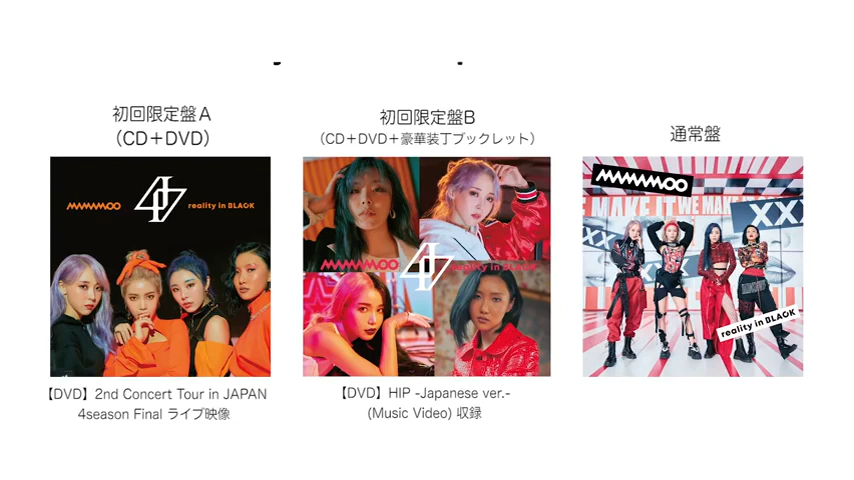 初回限定盤A
（CD＋DVD）
MAMAMOO
reality in BLACK
【DVD】2nd Concert Tour in JAPAN
4season Final ライブ映像
初回限定盤B
（CD＋DVD＋豪華装丁ブックレット）
MAMAMOO
reality in BLACK
【DVD】HIP -Japanese ver.-
(Music Video) 収録
通常盤
MAMAMOO
WE MAKE IT WE MAKE
XXX
XX
XX
reality in BLACK